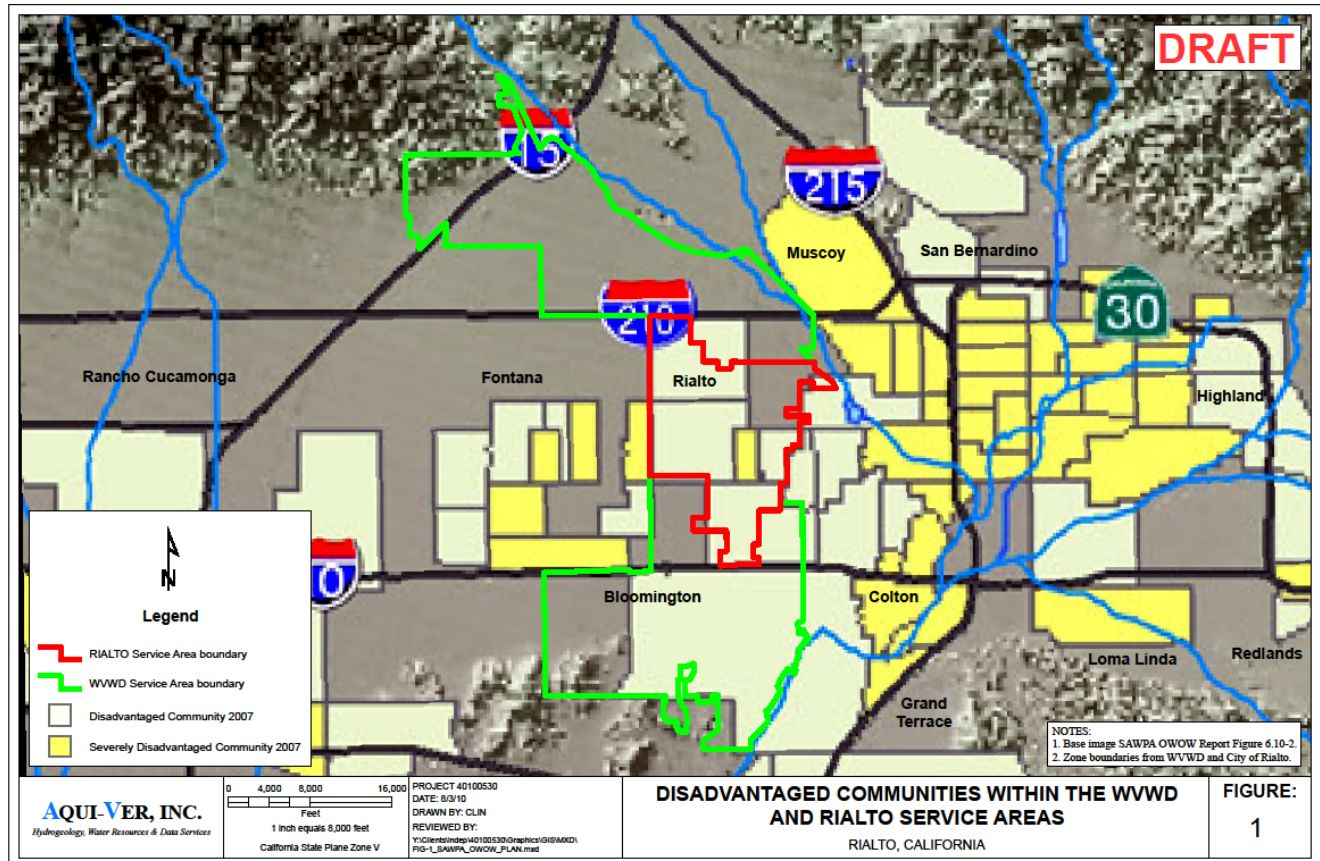 DRAFT
15
215
Muscoy
San Bernardino
210
30
Rancho Cucamonga
Fontana
Rialto
Highland
0
Bloomington
Colton
Loma Linda
Redlands
Grand
Terrace
N
Legend
RIALTO Service Area boundary
WVWD Service Area boundary
Disadvantaged Community 2007
Severely Disadvantaged Community 2007
NOTES:
1. Base image SAWPA OWOW Report Figure 6.10-2.
2. Zone boundaries from WVWD and City of Rialto.
AQUI-VER, INC.
Hydrogeology, Water Resources & Data Services
0 4,000 8,000 16,000
Feet
1 inch equals 8,000 feet
California State Plane Zone V
PROJECT 40100530
DATE: 8/3/10
DRAWN BY: CLIN
REVIEWED BY:
Y:\Clients\Indep\40100530\Graphics\GIS\MXD\
FIG-1_SAWPA_OWOW_PLAN.mxd
DISADVANTAGED COMMUNITIES WITHIN THE WVWD
AND RIALTO SERVICE AREAS
RIALTO, CALIFORNIA
FIGURE:
1